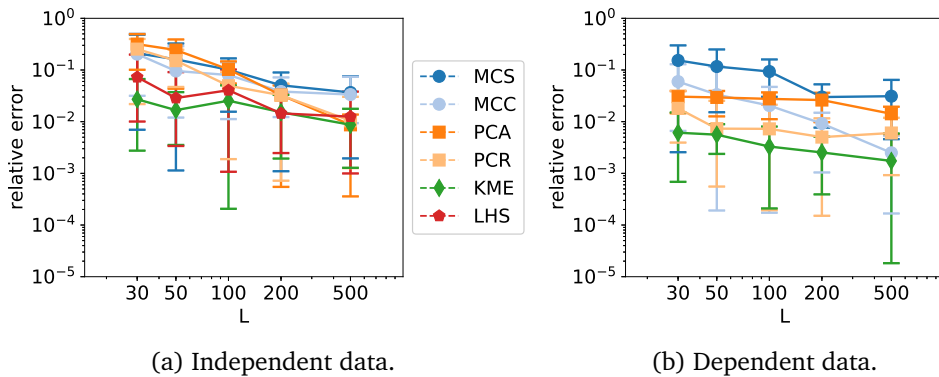 10^0
10^{-1}
10^{-2}
10^{-3}
10^{-4}
10^{-5}
relative error
30 50 100 200 500
L
(a) Independent data.
MCS
MCC
PCA
PCR
KME
LHS
10^0
10^{-1}
10^{-2}
10^{-3}
10^{-4}
10^{-5}
relative error
30 50 100 200 500
L
(b) Dependent data.